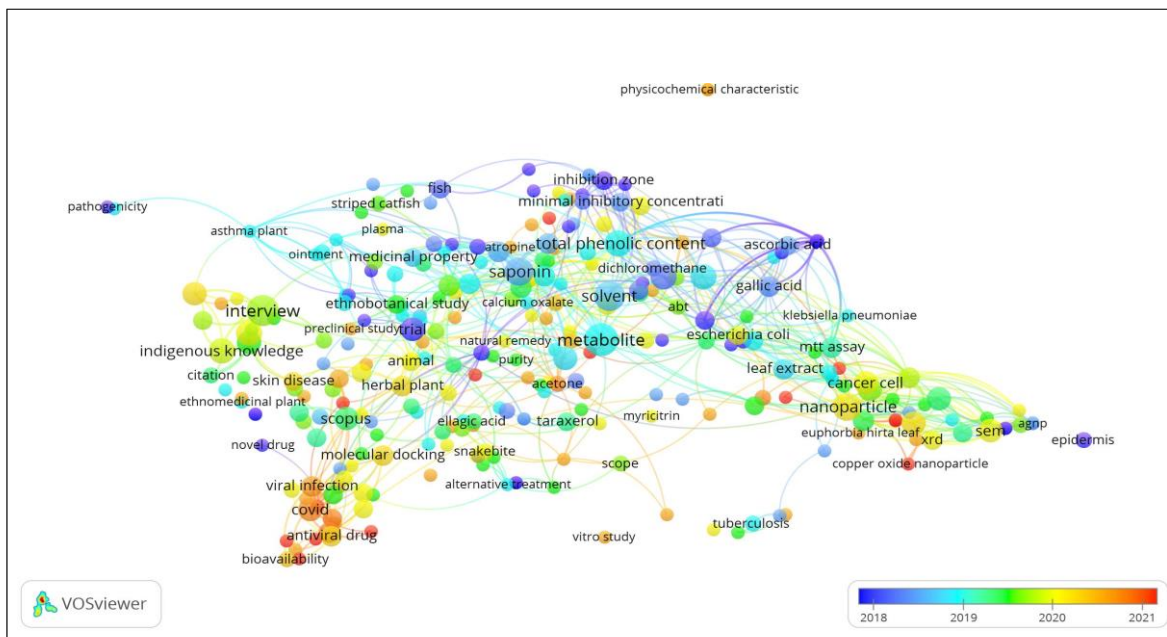 physicochemical characteristic
inhibition zone
fish
minimal inhibitory concentrati
striped catfish
pathogenicity
plasma
asthma plant
atropine
total phenolic content
ascorbic acid
ointment
medicinal property
saponin
dichloromethane
gallic acid
ethnobotanical study
calcium oxalate
solvent
abt
interview
klebsiella pneumoniae
preclinical study
trial
escherichia coli
natural remedy
metabolite
mtt assay
indigenous knowledge
animal
purity
leaf extract
citation
skin disease
herbal plant
acetone
cancer cell
ethnomedicinal plant
nanoparticle
scopus
ellagic acid
taraxerol
myricitrin
agnp
euphorbia hirta leaf
xrd
sem
epidermis
novel drug
molecular docking
snakebite
scope
copper oxide nanoparticle
viral infection
alternative treatment
covid
tuberculosis
antiviral drug
vitro study
bioavailability
VOSviewer
2018 2019 2020 2021